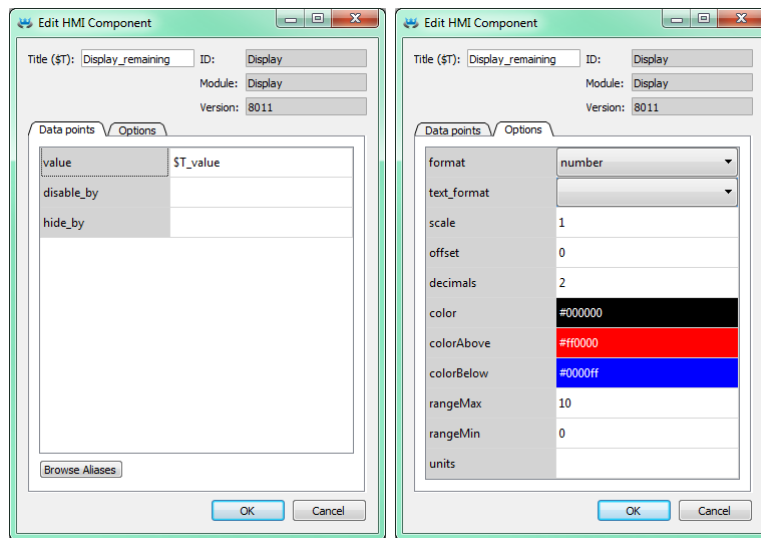 Edit HMI Component
Title ($T): Display_remaining ID: Display
Module: Display
Version: 8011
Data points Options
value $T_value
disable_by
hide_by
Browse Aliases
OK Cancel
Edit HMI Component
Title ($T): Display_remaining ID: Display
Module: Display
Version: 8011
Data points Options
format number
text_format
scale 1
offset 0
decimals 2
color #000000
colorAbove #ff0000
colorBelow #0000ff
rangeMax 10
rangeMin 0
units
OK Cancel